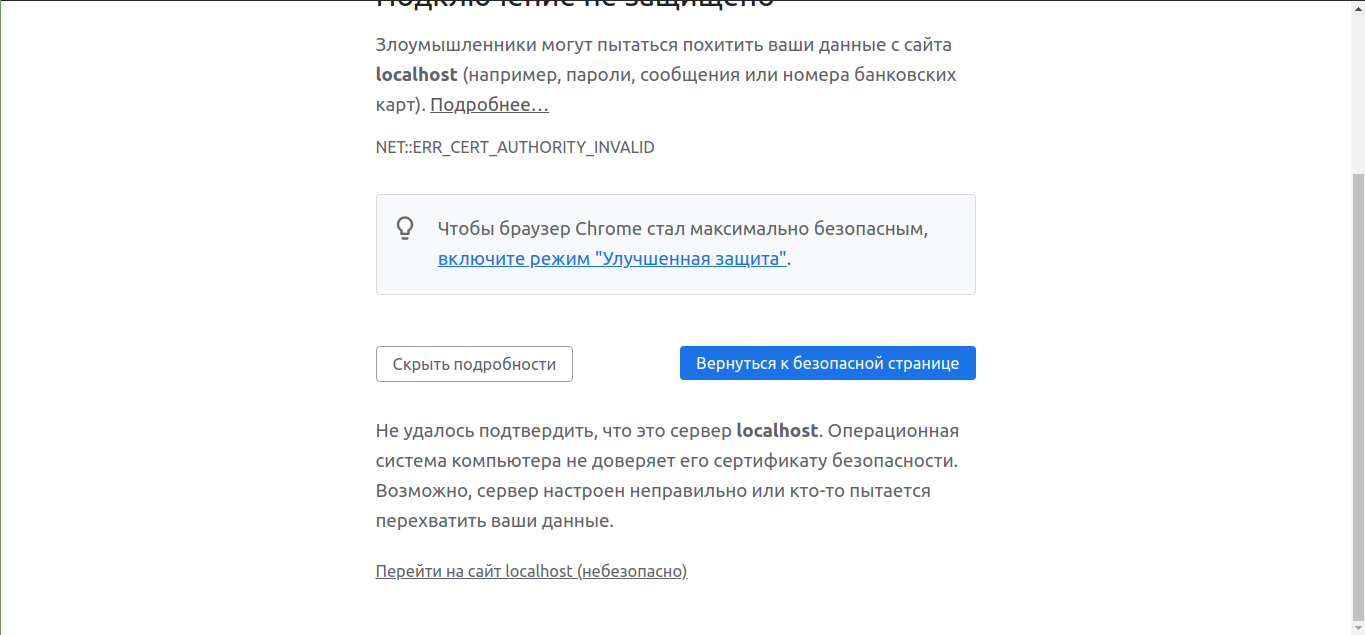 Подключение не защищено
Злоумышленники могут пытаться похитить ваши данные с сайта
localhost (например, пароли, сообщения или номера банковских
карт). Подробнее…
NET::ERR_CERT_AUTHORITY_INVALID
Чтобы браузер Chrome стал максимально безопасным,
включите режим "Улучшенная защита".
Скрыть подробности
Вернуться к безопасной странице
Не удалось подтвердить, что это сервер localhost. Операционная
система компьютера не доверяет его сертификату безопасности.
Возможно, сервер настроен неправильно или кто-то пытается
перехватить ваши данные.
Перейти на сайт localhost (небезопасно)